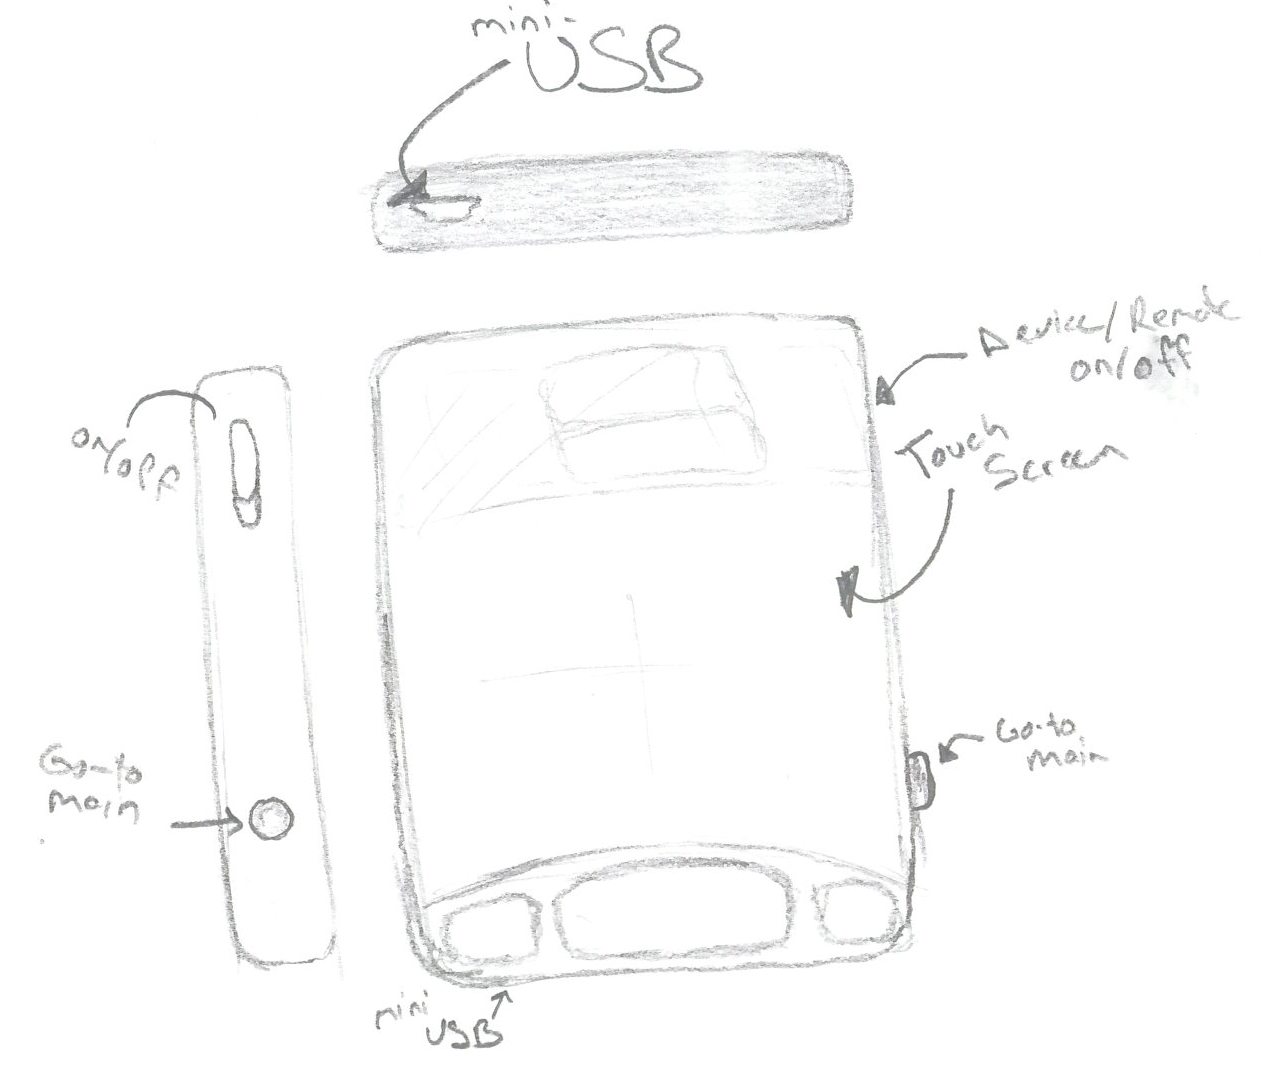 mini-
USB
Device/Remote
on/off
on/off
Touch
Screen
Go-to
main
Go-to
main
mini
USB